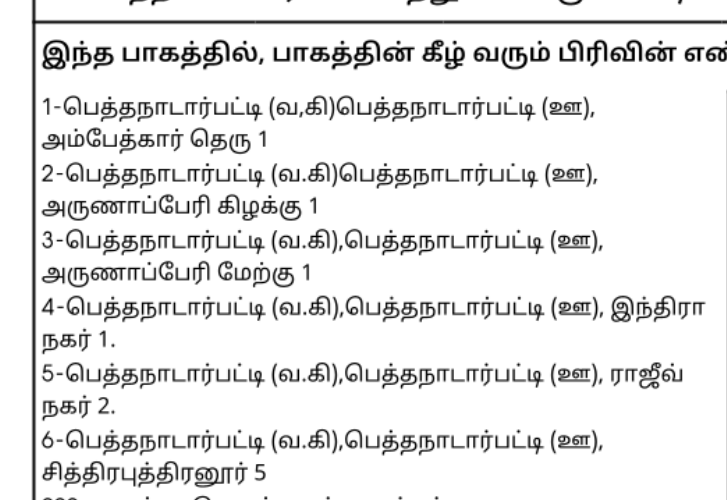 இந்த பாகத்தில், பாகத்தின் கீழ் வரும் பிரிவின்
1-பெத்தநாடார்பட்டி (வ,கி)பெத்தநாடார்பட்டி (ஊ),
அம்பேத்கார் தெரு 1
2-பெத்தநாடார்பட்டி (வ.கி)பெத்தநாடார்பட்டி (ஊ),
அருணாப்பேரி கிழக்கு 1
3-பெத்தநாடார்பட்டி (வ.கி),பெத்தநாடார்பட்டி (ஊ),
அருணாப்பேரி மேற்கு 1
4-பெத்தநாடார்பட்டி (வ.கி),பெத்தநாடார்பட்டி (ஊ), இந்திரா
நகர் 1.
5-பெத்தநாடார்பட்டி (வ.கி),பெத்தநாடார்பட்டி (ஊ), ராஜீவ்
நகர் 2.
6-பெத்தநாடார்பட்டி (வ.கி),பெத்தநாடார்பட்டி (ஊ),
சித்திரபுத்திரனூர் 5